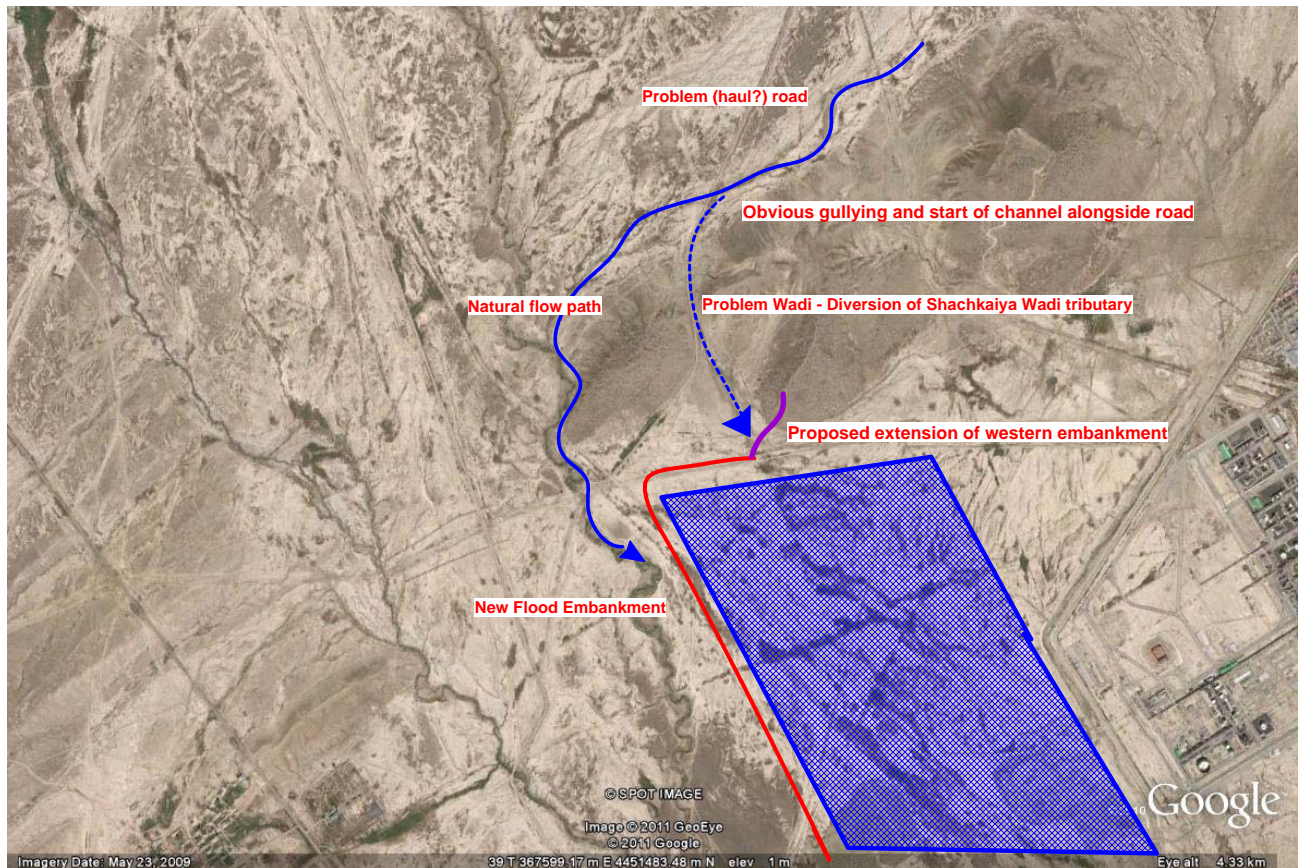 Problem (haul?) road
Obvious gullying and start of channel alongside road
Natural flow path
Problem Wadi - Diversion of Shachkaiya Wadi tributary
Proposed extension of western embankment
New Flood Embankment
© SPOT IMAGE
Image © 2011 GeoEye
© 2011 Google
10 Google
Imagery Date: May 23, 2009
39 T 367599.17 m E 4451483.48 m N elev 1 m
Eye alt 4.33 km